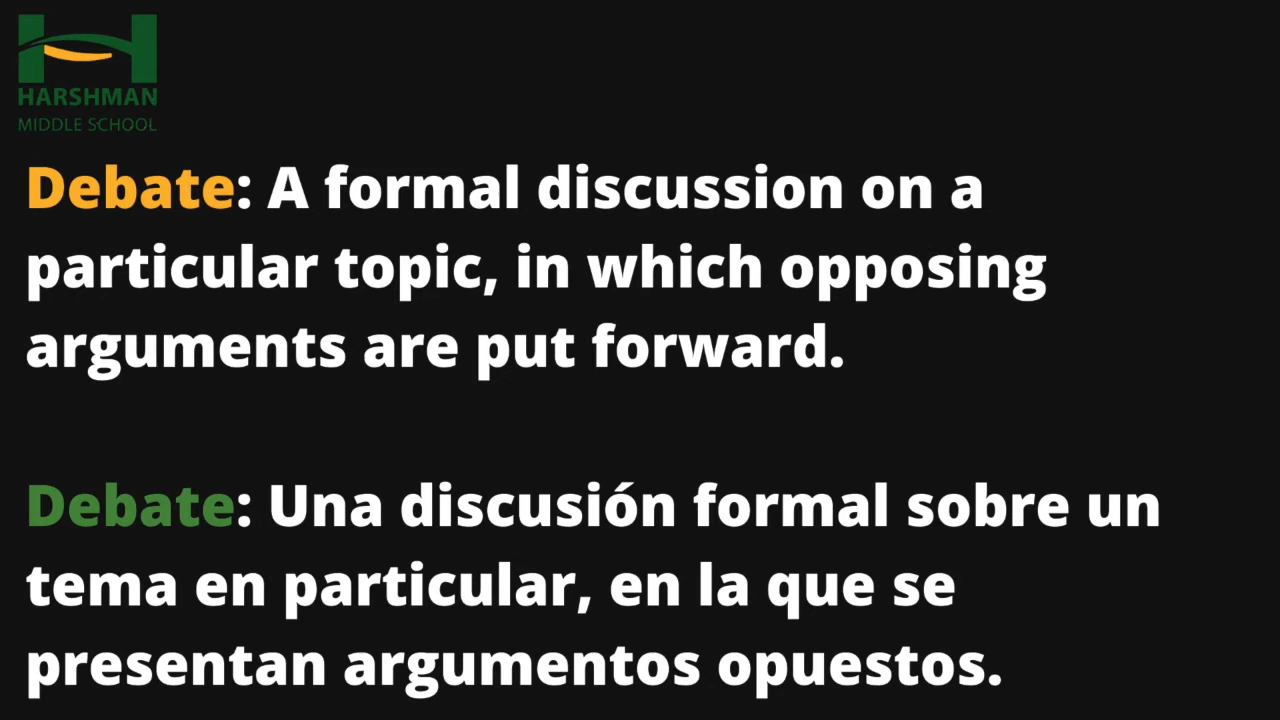 HARSHMAN
MIDDLE SCHOOL
Debate: A formal discussion on a
particular topic, in which opposing
arguments are put forward.
Debate: Una discusión formal sobre un
tema en particular, en la que se
presentan argumentos opuestos.